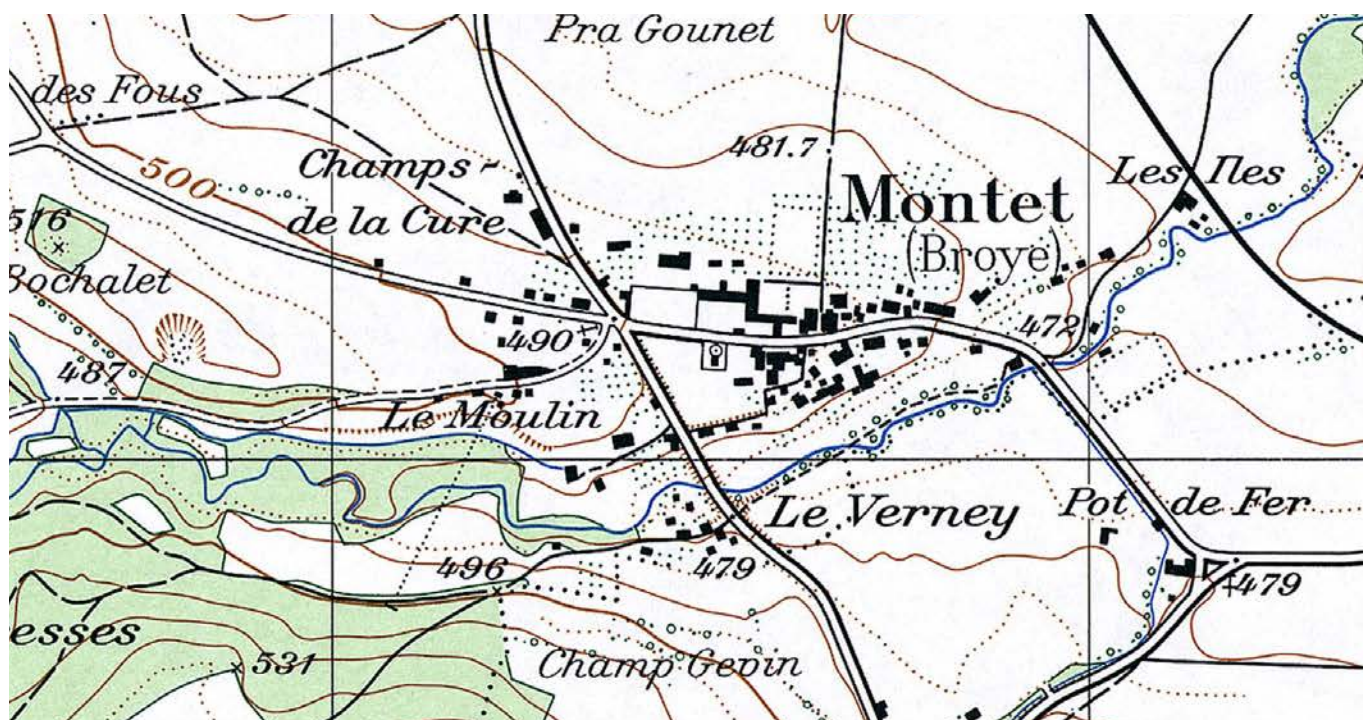 Pra Gounet
des Fous
500
Champs-
de la Cure
481.7
Montet
(Broye)
Les Iles
516
Bochalet
490
472
487
Le Moulin
Le Verney
Pot de Fer
496
479
479
esses
531
Champ Gevin